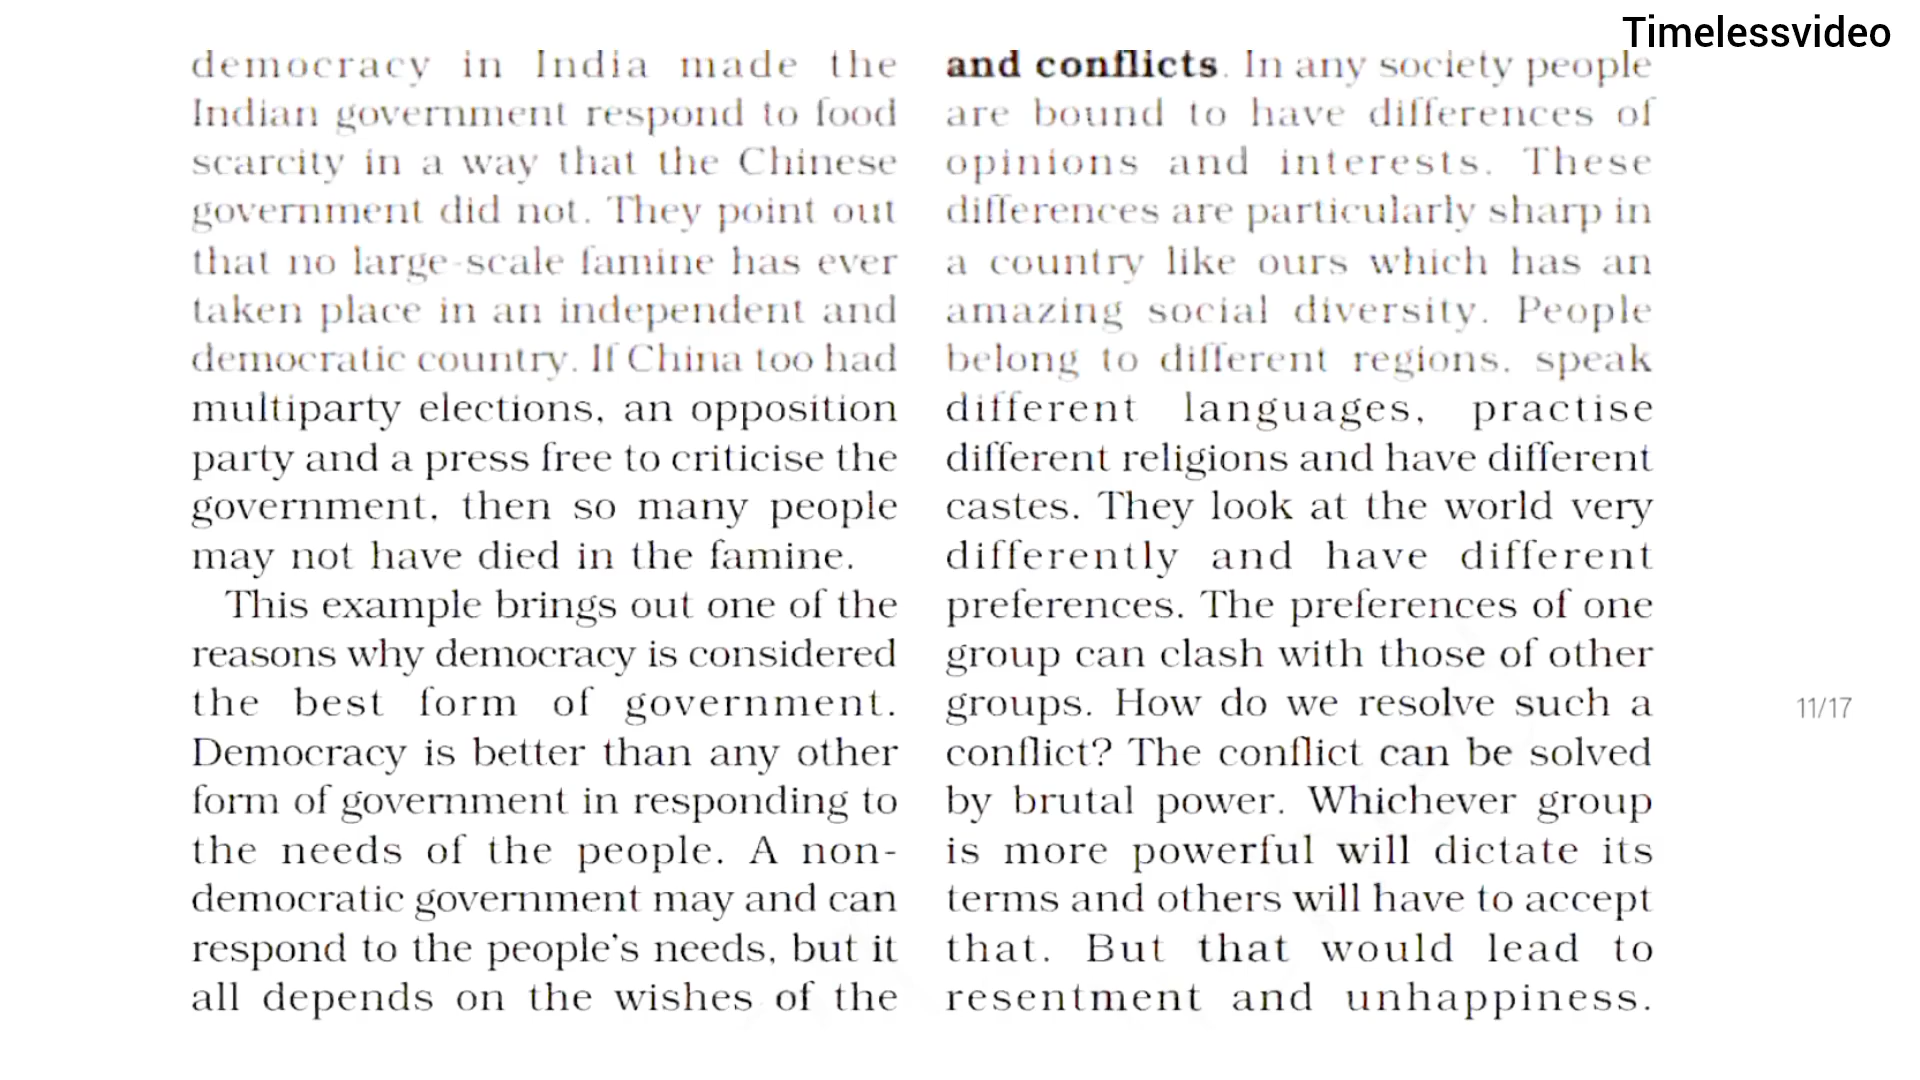 Timelessvideo
democracy in India made the
Indian government respond to food
scarcity in a way that the Chinese
government did not. They point out
that no large-scale famine has ever
taken place in an independent and
democratic country. If China too had
multiparty elections, an opposition
party and a press free to criticise the
government, then so many people
may not have died in the famine.
This example brings out one of the
reasons why democracy is considered
the best form of government.
Democracy is better than any other
form of government in responding to
the needs of the people. A non-
democratic government may and can
respond to the people's needs, but it
all depends on the wishes of the
and conflicts. In any society people
are bound to have differences of
opinions and interests. These
differences are particularly sharp in
a country like ours which has an
amazing social diversity. People
belong to different regions, speak
different languages, practise
different religions and have different
castes. They look at the world very
differently and have different
preferences. The preferences of one
group can clash with those of other
groups. How do we resolve such a
conflict? The conflict can be solved
by brutal power. Whichever group
is more powerful will dictate its
terms and others will have to accept
that. But that would lead to
resentment and unhappiness.
11/17